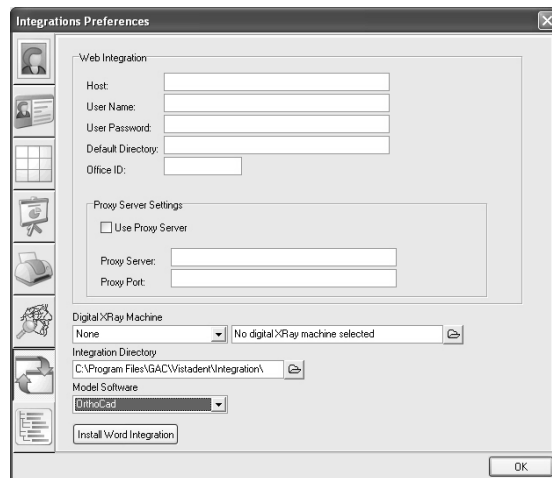 Integrations Preferences
Web Integration
Host:
User Name:
User Password:
Default Directory:
Office ID:
Proxy Server Settings
Use Proxy Server
Proxy Server:
Proxy Port:
Digital XRay Machine
None No digital XRay machine selected
Integration Directory
C:\Program Files\GAC\Vistadent\Integration\
Model Software
OrthoCad
Install Word Integration
OK